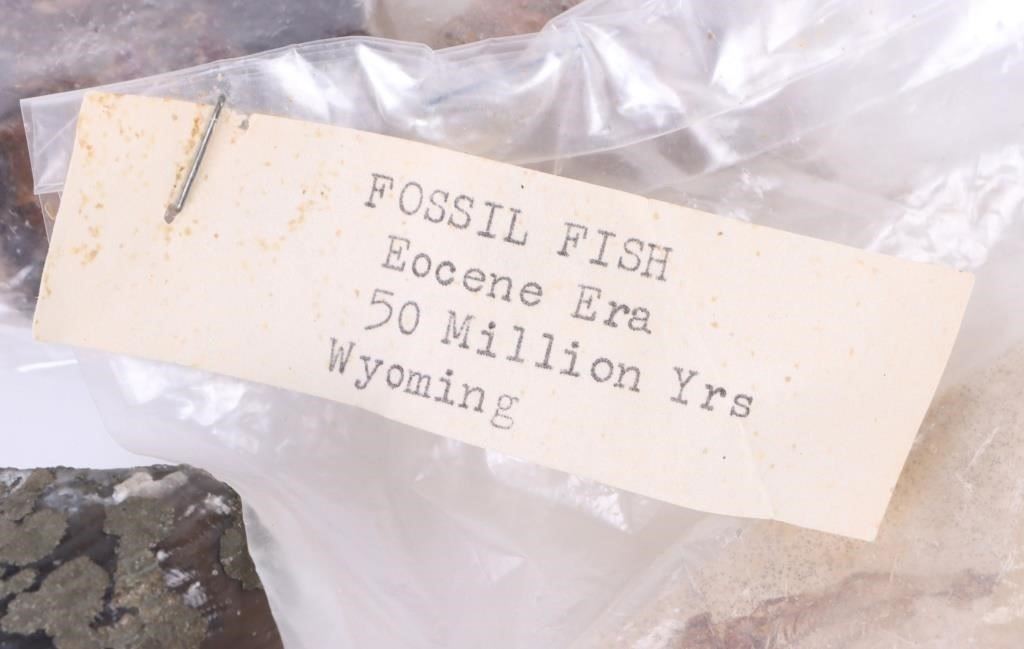 FOSSIL FISH
Eocene Era
50 Million Yrs
Wyoming